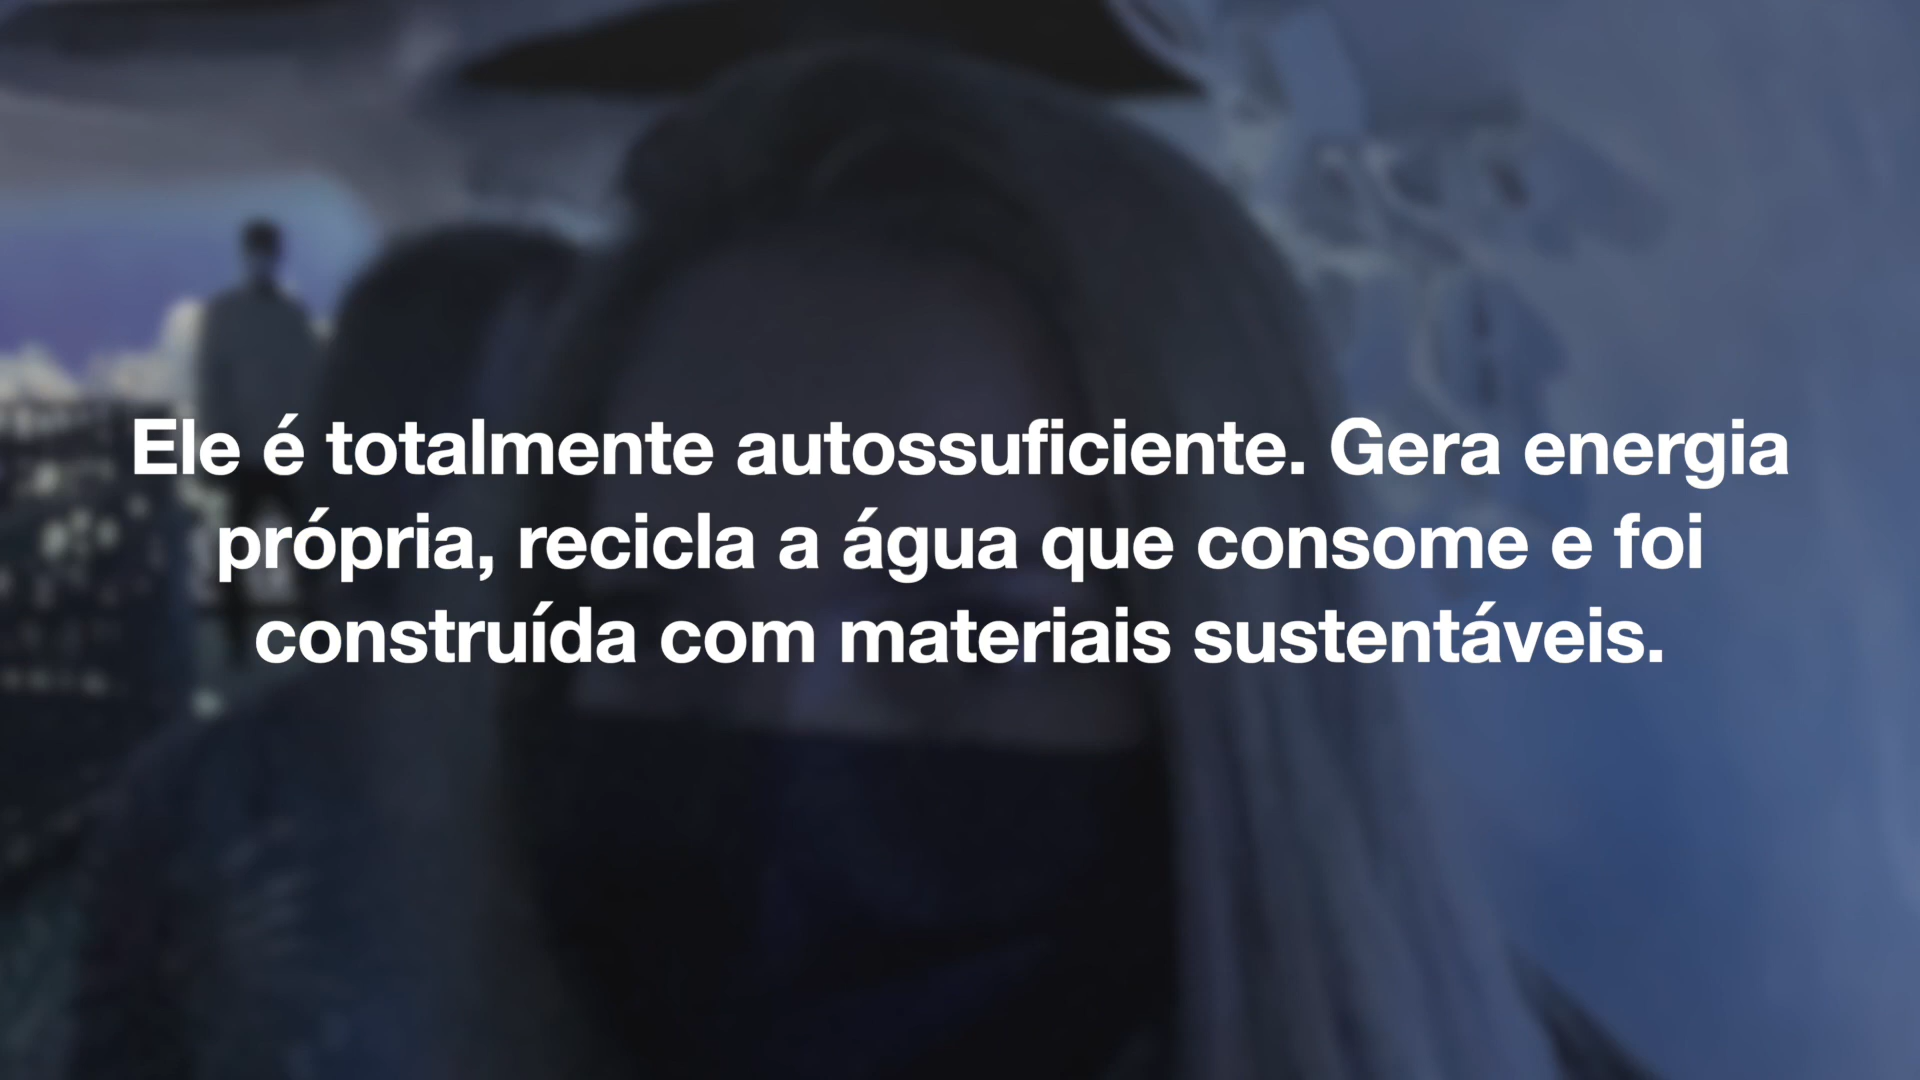 Ele é totalmente autossuficiente. Gera energia
própria, recicla a água que consome e foi
construída com materiais sustentáveis.